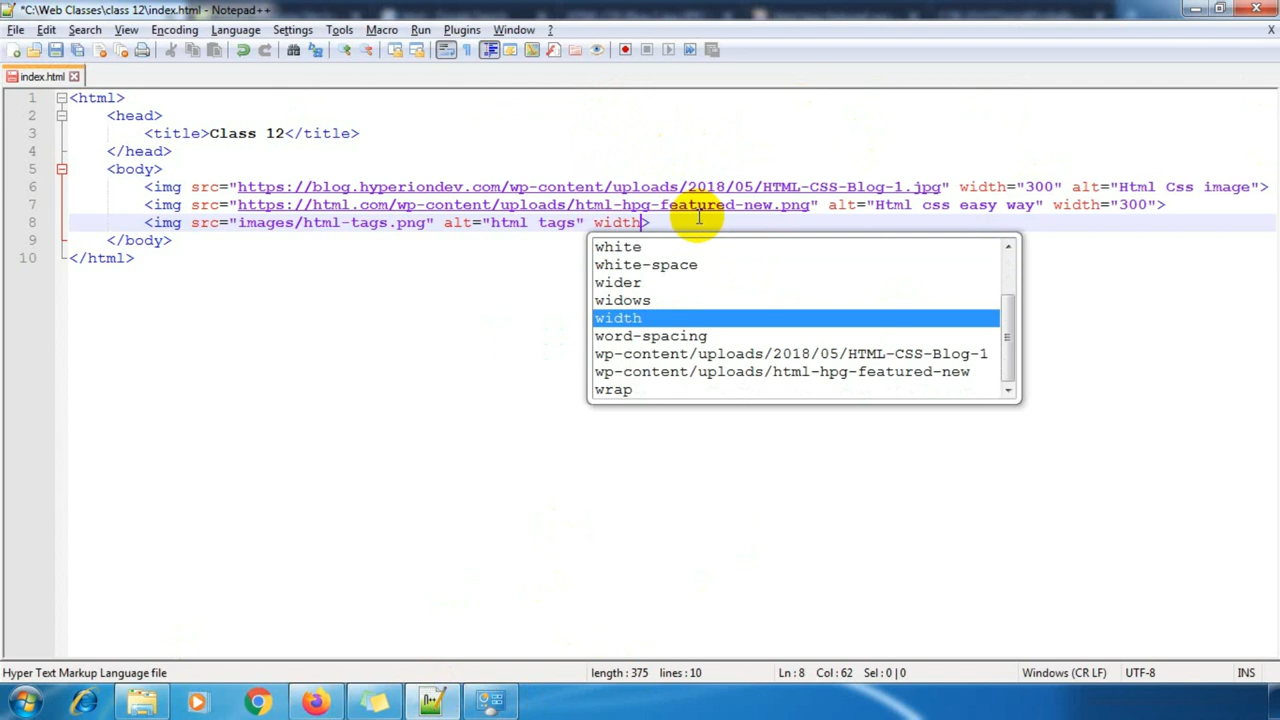 *C:\Web Classes\class 12\index.html - Notepad++
File Edit Search View Encoding Language Settings Tools Macro Run Plugins Window ? X
index.html
1 <html>
2 <head>
3 <title>Class 12</title>
4 </head>
5 <body>
6 <img src="https://blog.hyperiondev.com/wp-content/uploads/2018/05/HTML-CSS-Blog-1.jpg" width="300" alt="Html Css image">
7 <img src="https://html.com/wp-content/uploads/html-hpg-featured-new.png" alt="Html css easy way" width="300">
8 <img src="images/html-tags.png" alt="html tags" width>
9 </body>
10 </html>
white
white-space
wider
widows
width
word-spacing
wp-content/uploads/2018/05/HTML-CSS-Blog-1
wp-content/uploads/html-hpg-featured-new
wrap
Hyper Text Markup Language file length : 375 lines : 10 Ln : 8 Col : 62 Sel : 0 | 0 Windows (CR LF) UTF-8 INS